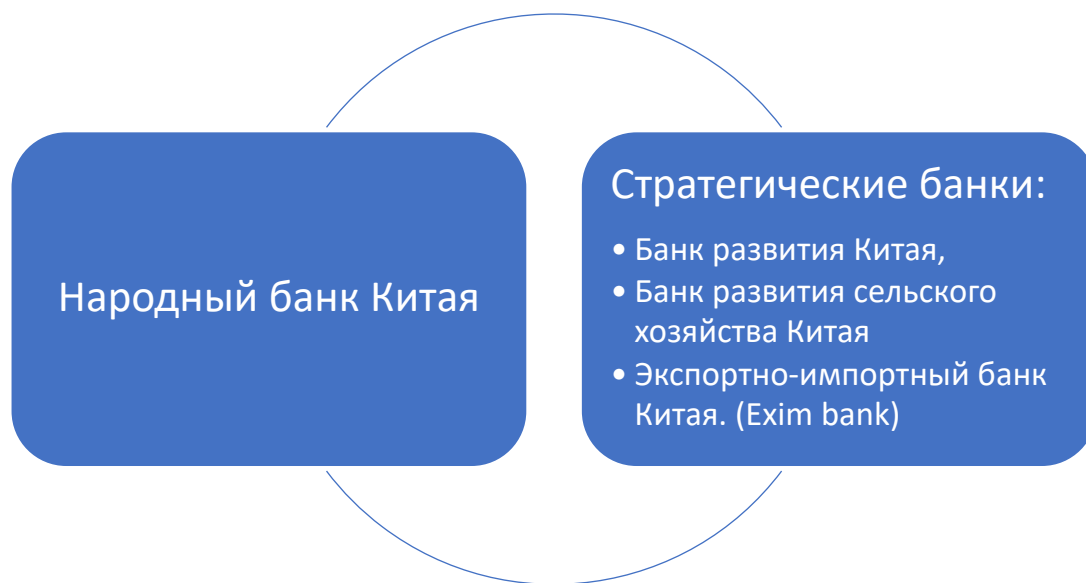 Народный банк Китая
Стратегические банки:
• Банк развития Китая,
• Банк развития сельского
хозяйства Китая
• Экспортно-импортный банк
Китая. (Exim bank)